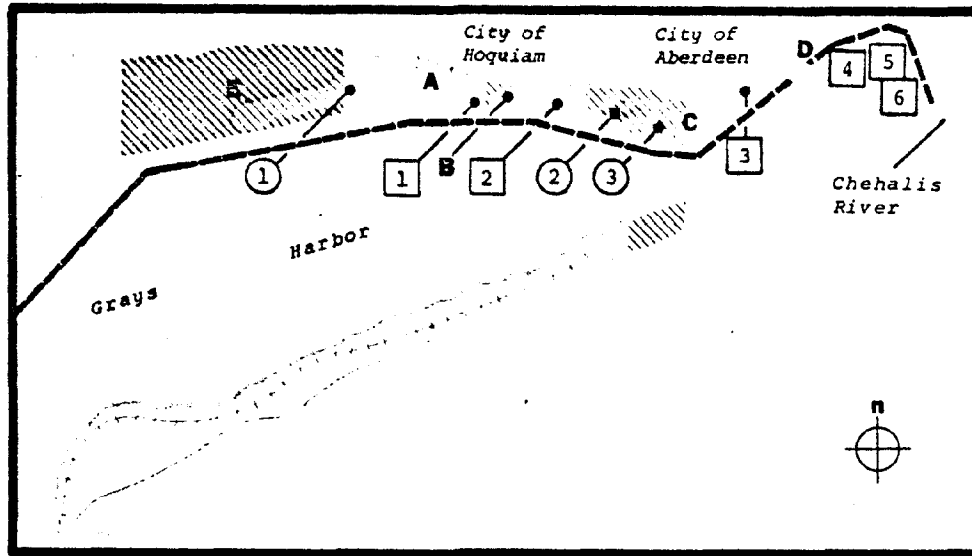 City of
Hoquiam
City of
Aberdeen
A
D
4
5
6
C
1
1
B
2
2
3
3
Chehalis
River
Harbor
Grays
n